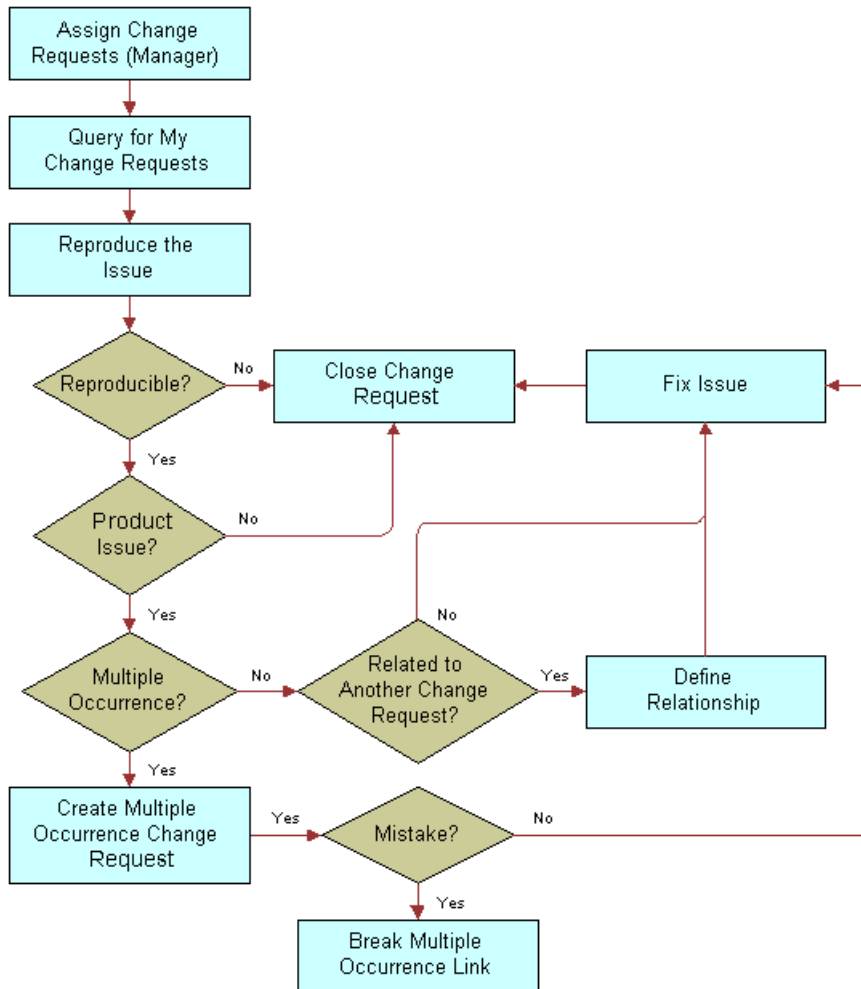 Assign Change
Requests (Manager)
Query for My
Change Requests
Reproduce the
Issue
Reproducible?
No
Close Change
Request
Fix Issue
Yes
Product
Issue?
No
Yes
No
Multiple
Occurrence?
No
Related to
Another Change
Request?
Yes
Define
Relationship
Yes
Create Multiple
Occurrence Change
Request
Yes
Mistake?
No
Yes
Break Multiple
Occurrence Link